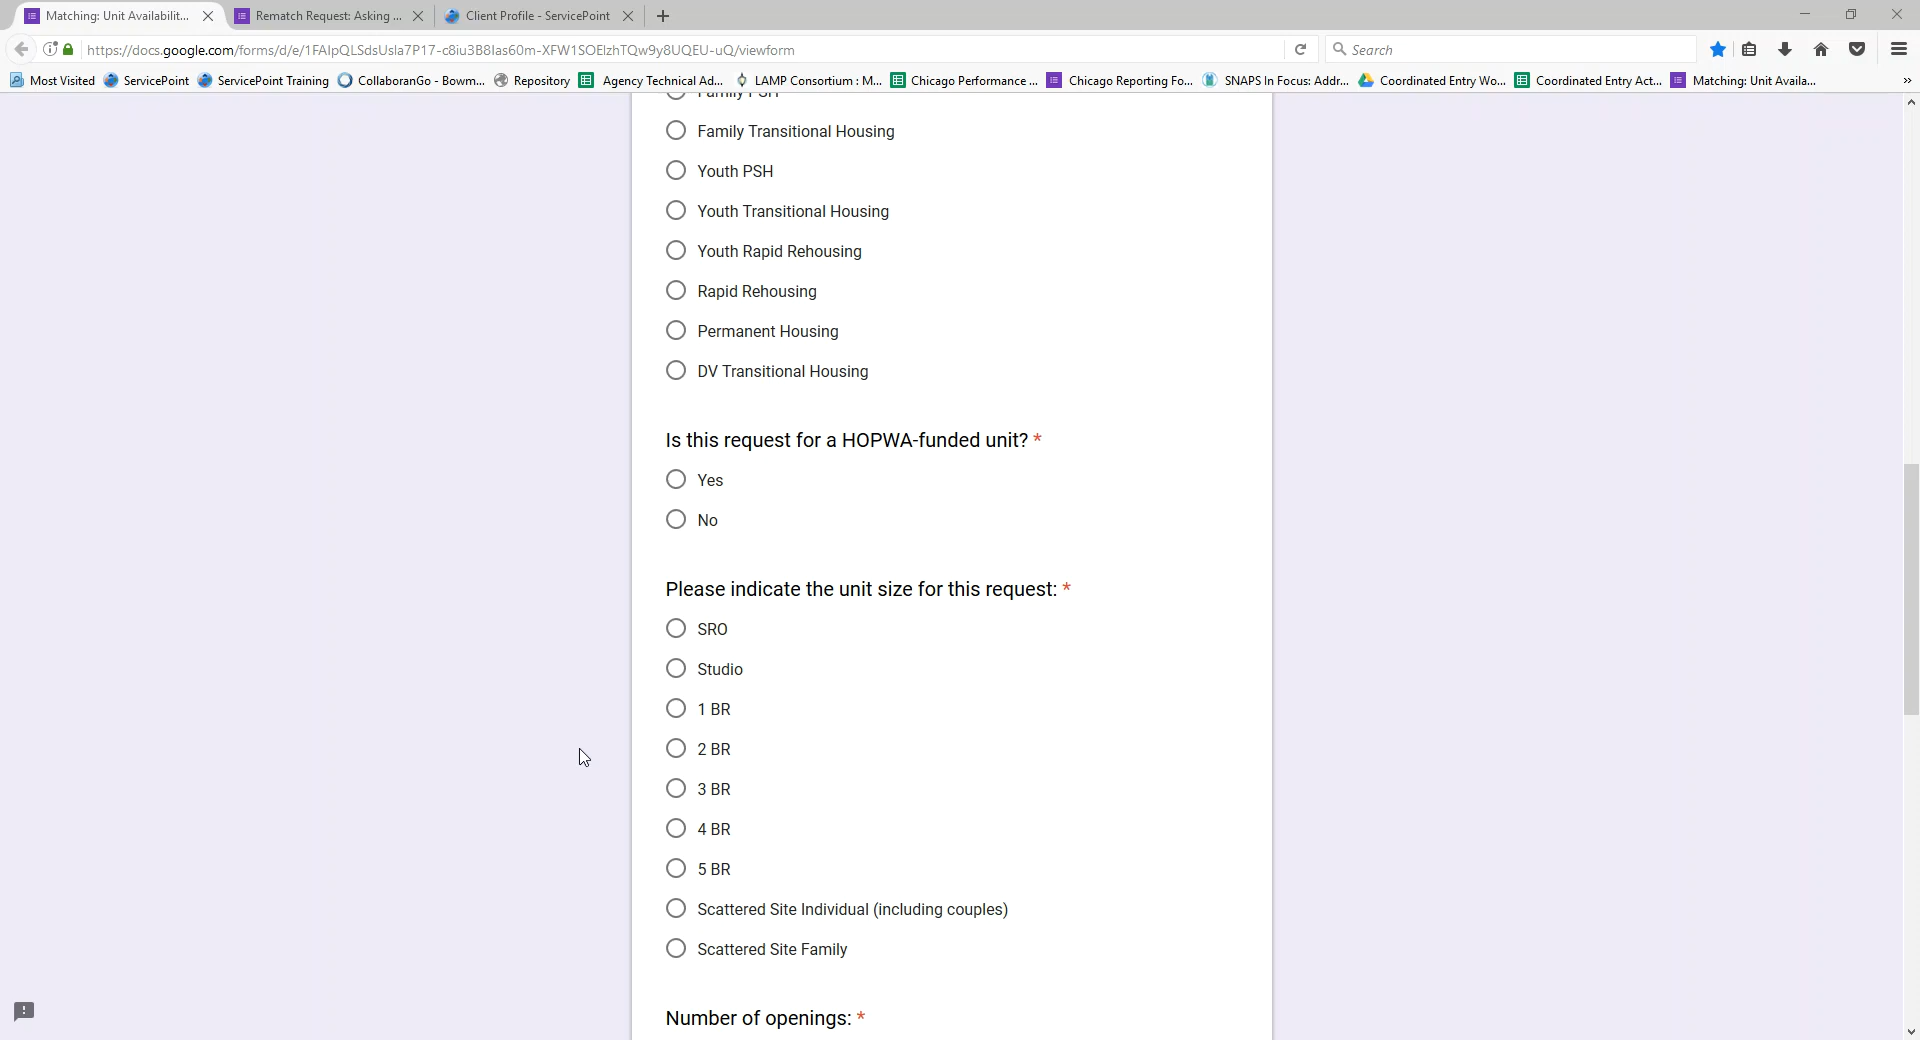 Matching: Unit Availabilit...
Rematch Request: Asking ...
Client Profile - ServicePoint
https://docs.google.com/forms/d/e/1FAIpQLSdsUsla7P17-c8iu3B8Ias60m-XFW1SOElzhTQw9y8UQEU-uQ/viewform
Search
Most Visited
ServicePoint
ServicePoint Training
CollaboranGo - Bowm...
Repository
Agency Technical Ad...
LAMP Consortium : M...
Chicago Performance ...
Chicago Reporting Fo...
SNAPS In Focus: Addr...
Coordinated Entry Wo...
Coordinated Entry Act...
Matching: Unit Availa...
Family PSH
Family Transitional Housing
Youth PSH
Youth Transitional Housing
Youth Rapid Rehousing
Rapid Rehousing
Permanent Housing
DV Transitional Housing
Is this request for a HOPWA-funded unit? *
Yes
No
Please indicate the unit size for this request: *
SRO
Studio
1 BR
2 BR
3 BR
4 BR
5 BR
Scattered Site Individual (including couples)
Scattered Site Family
Number of openings: *